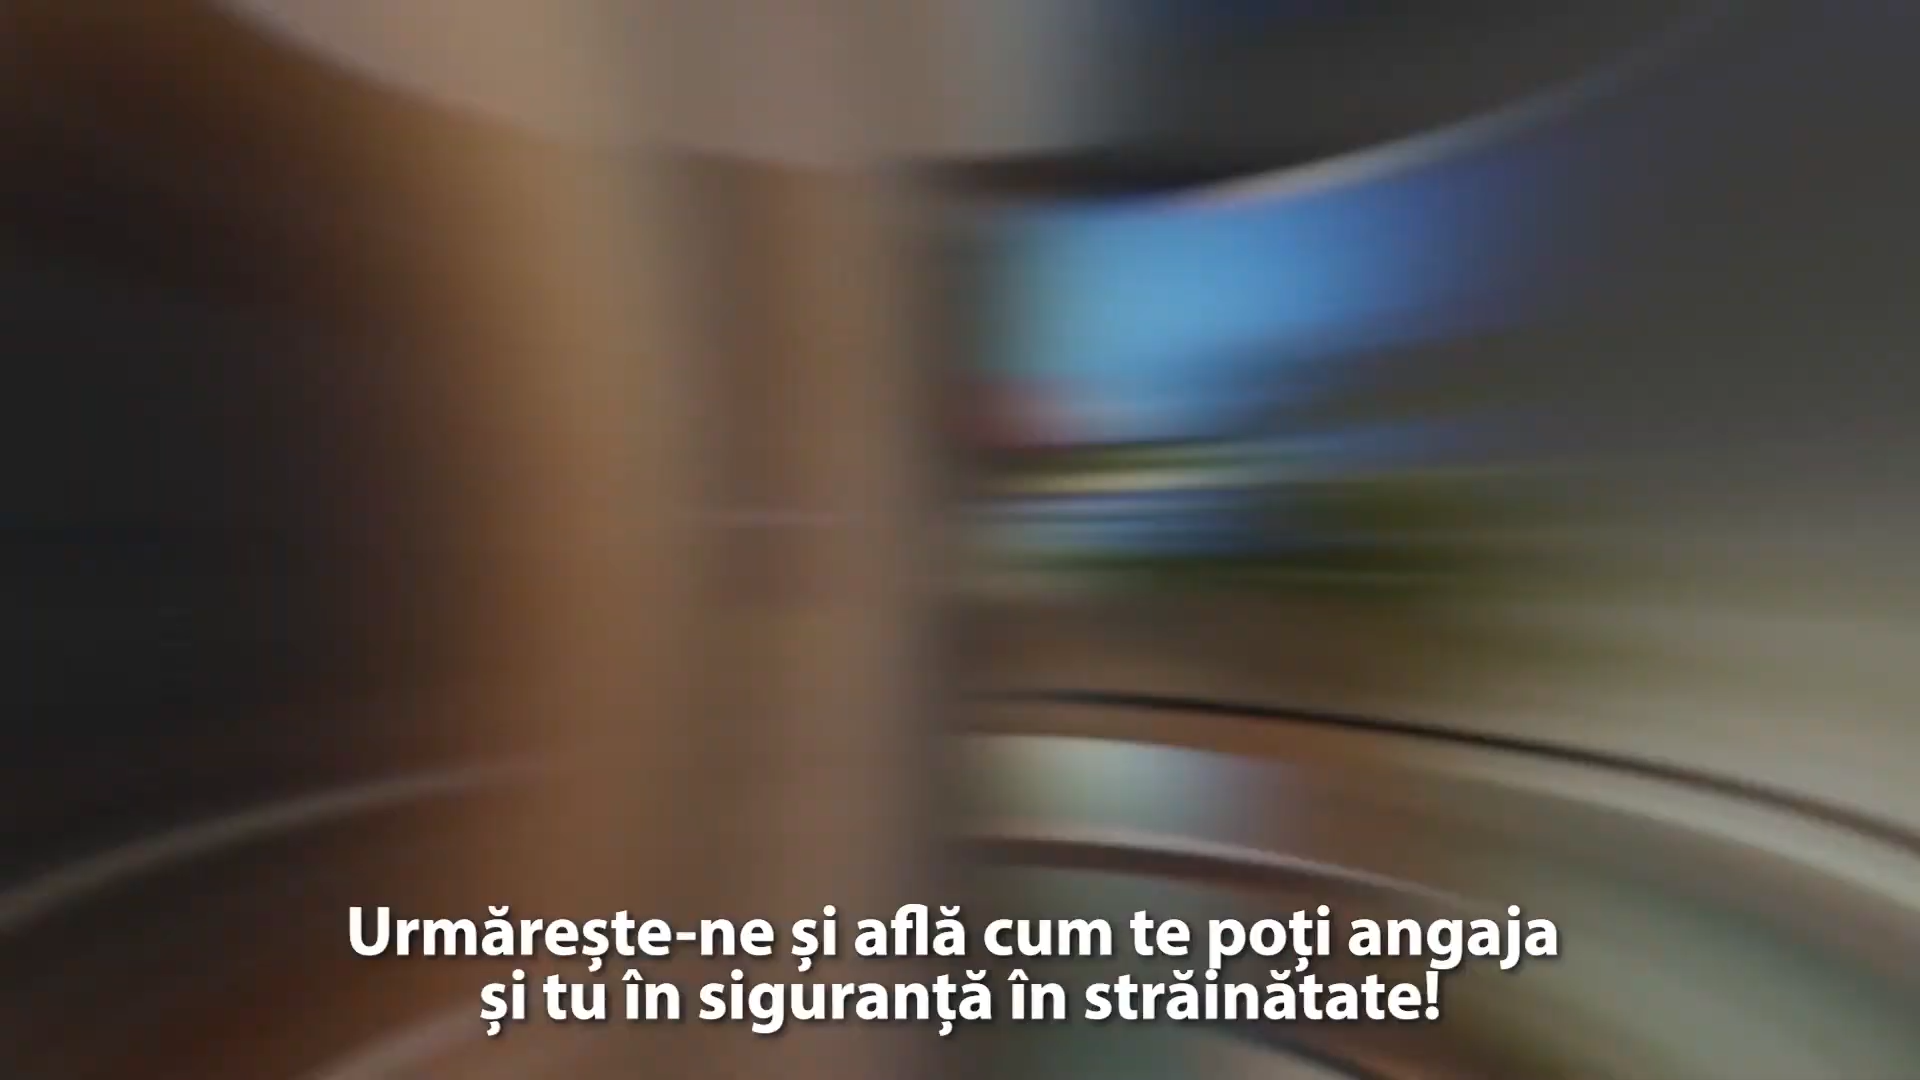 Urmărește-ne și află cum te poți angaja
și tu în siguranță în străinătate!